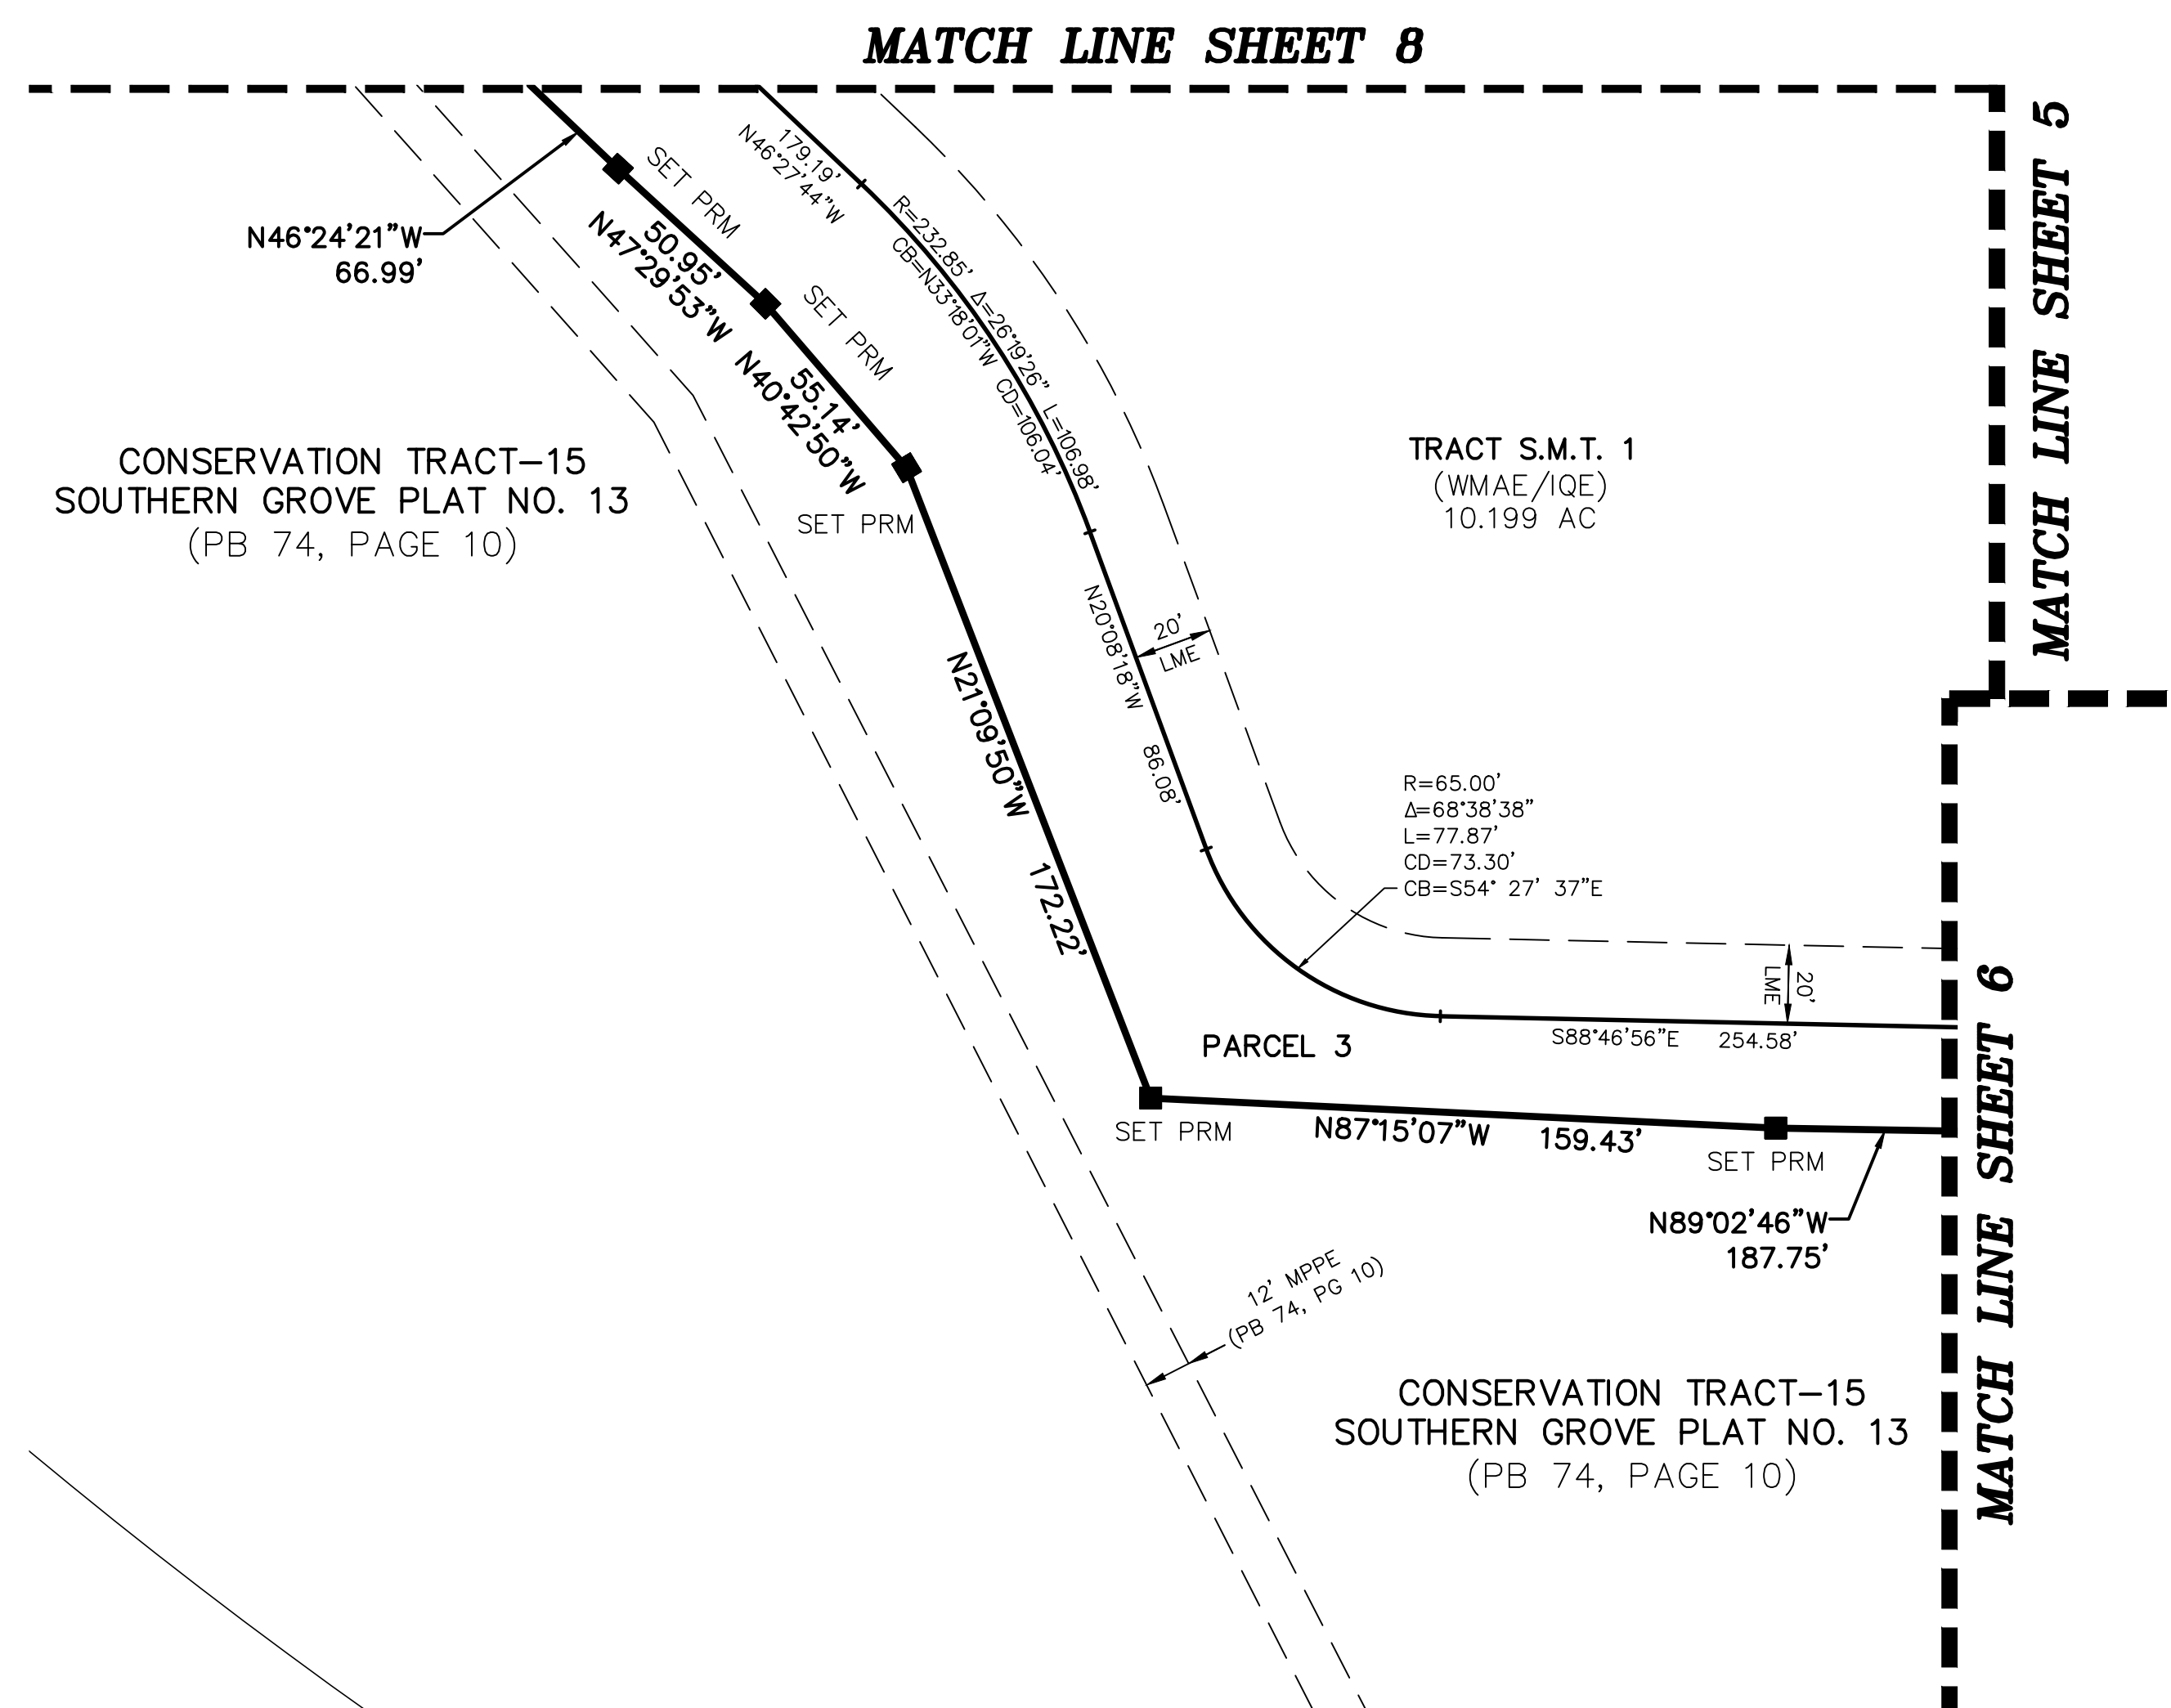 MATCH LINE SHEET 8
MATCH LINE SHEET 5
SET PRM
179.19'
N46°27'44"W
N46°24'21"W
66.99'
50.95'
N47°29'53"W
SET PRM
R=232.85' Δ=26°19'26" L=106.98'
CB=N33°18'01"W CD=106.04'
55.14'
N40°42'50"W
SET PRM
CONSERVATION TRACT-15
SOUTHERN GROVE PLAT NO. 13
(PB 74, PAGE 10)
TRACT S.M.T. 1
(WMAE/IQE)
10.199 AC
N20°08'18"W 86.08'
20'
LME
N21°09'50"W 172.22'
R=65.00'
Δ=68°38'38"
L=77.87'
CD=73.30'
CB=S54° 27' 37"E
20'
LME
S88°46'56"E 254.58'
PARCEL 3
SET PRM
N87°15'07"W 159.43'
SET PRM
N89°02'46"W
187.75'
MATCH LINE SHEET 6
12' MPPE
(PB 74, PG 10)
CONSERVATION TRACT-15
SOUTHERN GROVE PLAT NO. 13
(PB 74, PAGE 10)